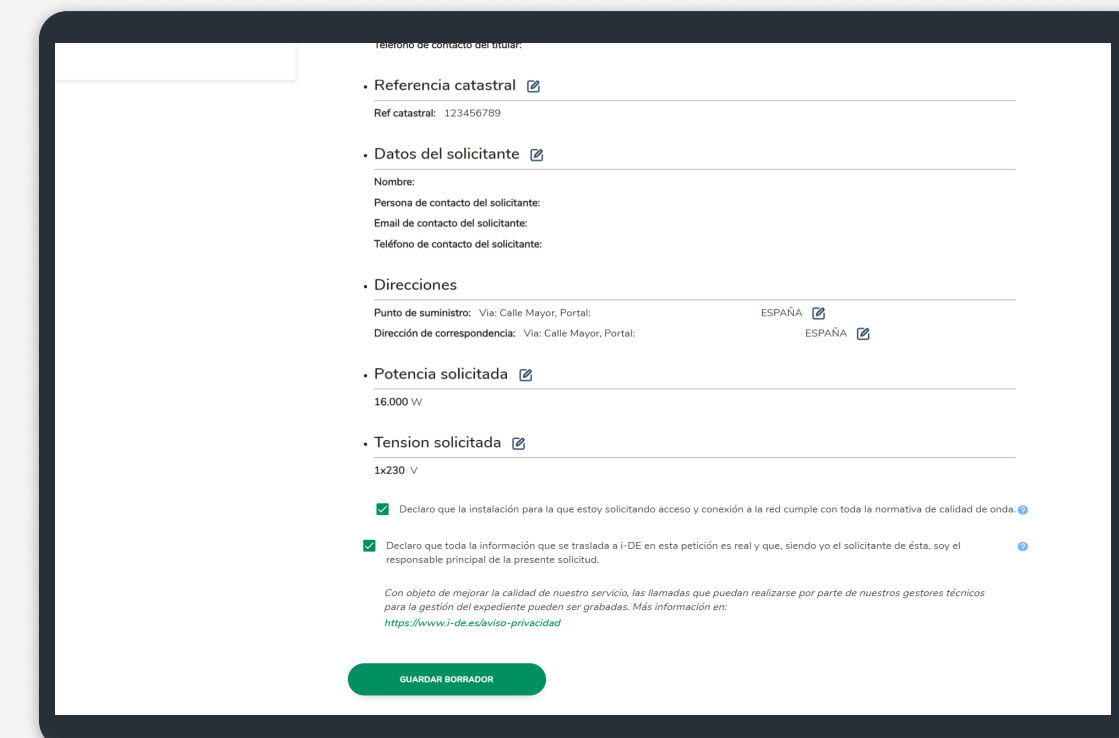 Teléfono de contacto del titular:
Referencia catastral
Ref catastral: 123456789
Datos del solicitante
Nombre:
Persona de contacto del solicitante:
Email de contacto del solicitante:
Teléfono de contacto del solicitante:
Direcciones
Punto de suministro: Via: Calle Mayor, Portal: ESPAÑA
Dirección de correspondencia: Via: Calle Mayor, Portal: ESPAÑA
Potencia solicitada
16.000 W
Tension solicitada
1x230 V
Declaro que la instalación para la que estoy solicitando acceso y conexión a la red cumple con toda la normativa de calidad de onda.
Declaro que toda la información que se traslada a i-DE en esta petición es real y que, siendo yo el solicitante de ésta, soy el
responsable principal de la presente solicitud.
Con objeto de mejorar la calidad de nuestro servicio, las llamadas que puedan realizarse por parte de nuestros gestores técnicos
para la gestión del expediente pueden ser grabadas. Más información en:
https://www.i-de.es/aviso-privacidad
GUARDAR BORRADOR